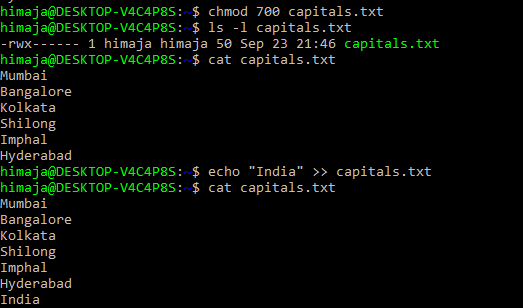 himaja@DESKTOP-V4C4P8S:~$ chmod 700 capitals.txt
himaja@DESKTOP-V4C4P8S:~$ ls -l capitals.txt
-rwx------ 1 himaja himaja 50 Sep 23 21:46 capitals.txt
himaja@DESKTOP-V4C4P8S:~$ cat capitals.txt
Mumbai
Bangalore
Kolkata
Shilong
Imphal
Hyderabad
himaja@DESKTOP-V4C4P8S:~$ echo "India" >> capitals.txt
himaja@DESKTOP-V4C4P8S:~$ cat capitals.txt
Mumbai
Bangalore
Kolkata
Shilong
Imphal
Hyderabad
India